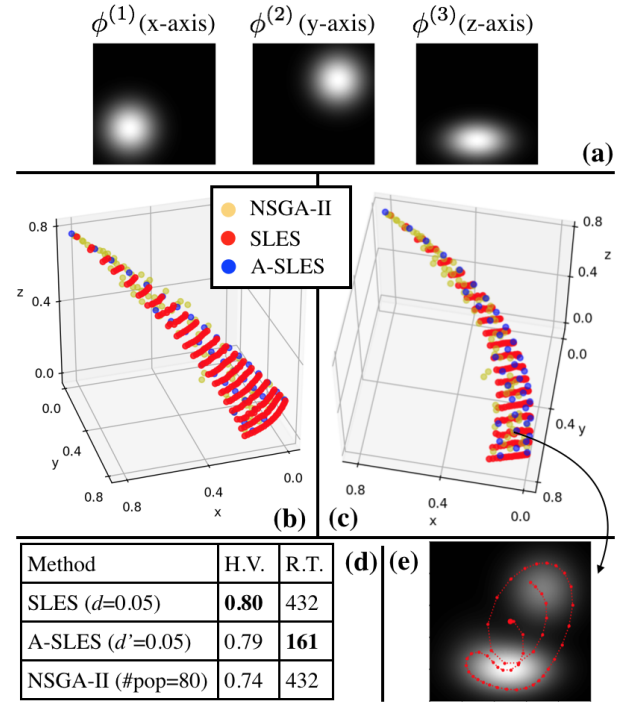 ϕ⁽¹⁾(x-axis) ϕ⁽²⁾ (y-axis) ϕ⁽³⁾(z-axis)
(a)
NSGA-II
SLES
A-SLES
0.8
z
0.4
0.0
0.0
y
0.4
0.8
0.8
0.4
x
0.0
(b)
0.8
z
0.4
0.0
0.0
0.4
y
0.8
0.8
0.4
x
0.0
(c)
Method H.V. R.T.
SLES (d=0.05) 0.80 432
A-SLES (d’=0.05) 0.79 161
NSGA-II (#pop=80) 0.74 432
(d)
(e)